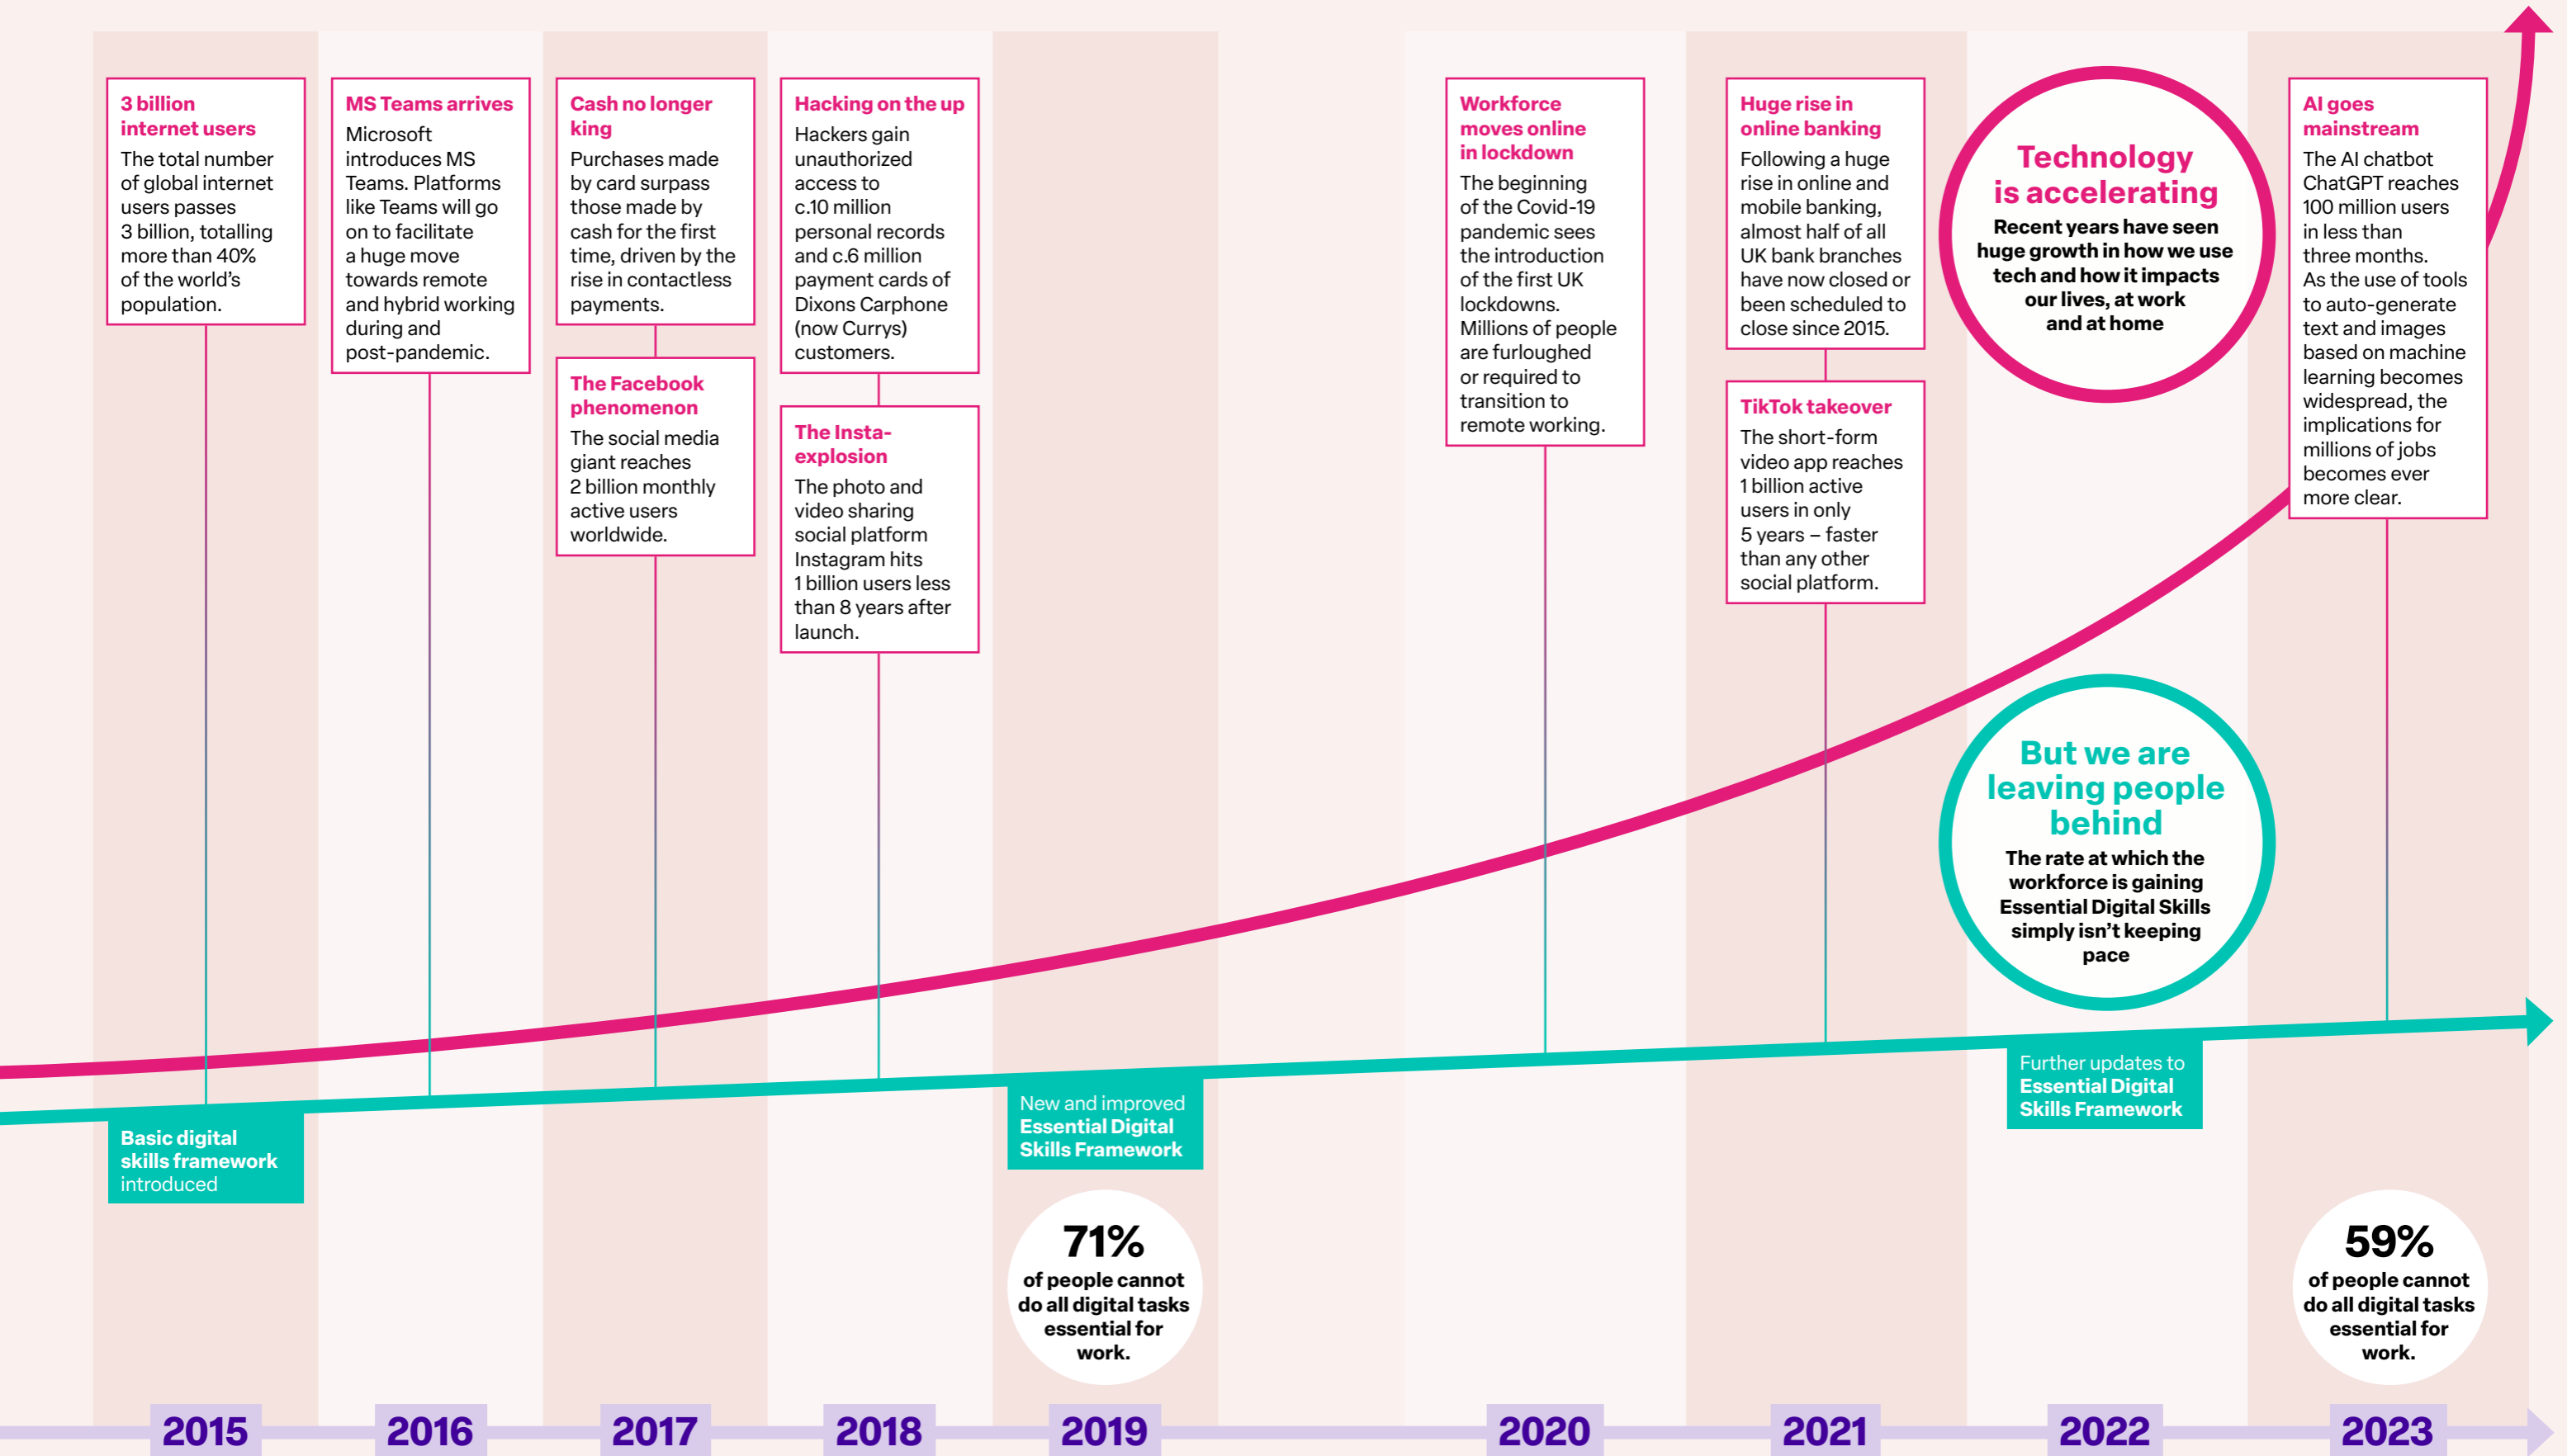 3 billion
internet users
The total number
of global internet
users passes
3 billion, totalling
more than 40%
of the world’s
population.
MS Teams arrives
Microsoft
introduces MS
Teams. Platforms
like Teams will go
on to facilitate
a huge move
towards remote
and hybrid working
during and
post-pandemic.
Cash no longer
king
Purchases made
by card surpass
those made by
cash for the first
time, driven by the
rise in contactless
payments.
The Facebook
phenomenon
The social media
giant reaches
2 billion monthly
active users
worldwide.
Hacking on the up
Hackers gain
unauthorized
access to
c.10 million
personal records
and c.6 million
payment cards of
Dixons Carphone
(now Currys)
customers.
The Insta-
explosion
The photo and
video sharing
social platform
Instagram hits
1 billion users less
than 8 years after
launch.
Workforce
moves online
in lockdown
The beginning
of the Covid-19
pandemic sees
the introduction
of the first UK
lockdowns.
Millions of people
are furloughed
or required to
transition to
remote working.
Huge rise in
online banking
Following a huge
rise in online and
mobile banking,
almost half of all
UK bank branches
have now closed or
been scheduled to
close since 2015.
TikTok takeover
The short-form
video app reaches
1 billion active
users in only
5 years – faster
than any other
social platform.
Technology
is accelerating
Recent years have seen
huge growth in how we use
tech and how it impacts
our lives, at work
and at home
AI goes
mainstream
The AI chatbot
ChatGPT reaches
100 million users
in less than
three months.
As the use of tools
to auto-generate
text and images
based on machine
learning becomes
widespread, the
implications for
millions of jobs
becomes ever
more clear.
But we are
leaving people
behind
The rate at which the
workforce is gaining
Essential Digital Skills
simply isn’t keeping
pace
Basic digital
skills framework
introduced
New and improved
Essential Digital
Skills Framework
Further updates to
Essential Digital
Skills Framework
71%
of people cannot
do all digital tasks
essential for
work.
59%
of people cannot
do all digital tasks
essential for
work.
2015
2016
2017
2018
2019
2020
2021
2022
2023